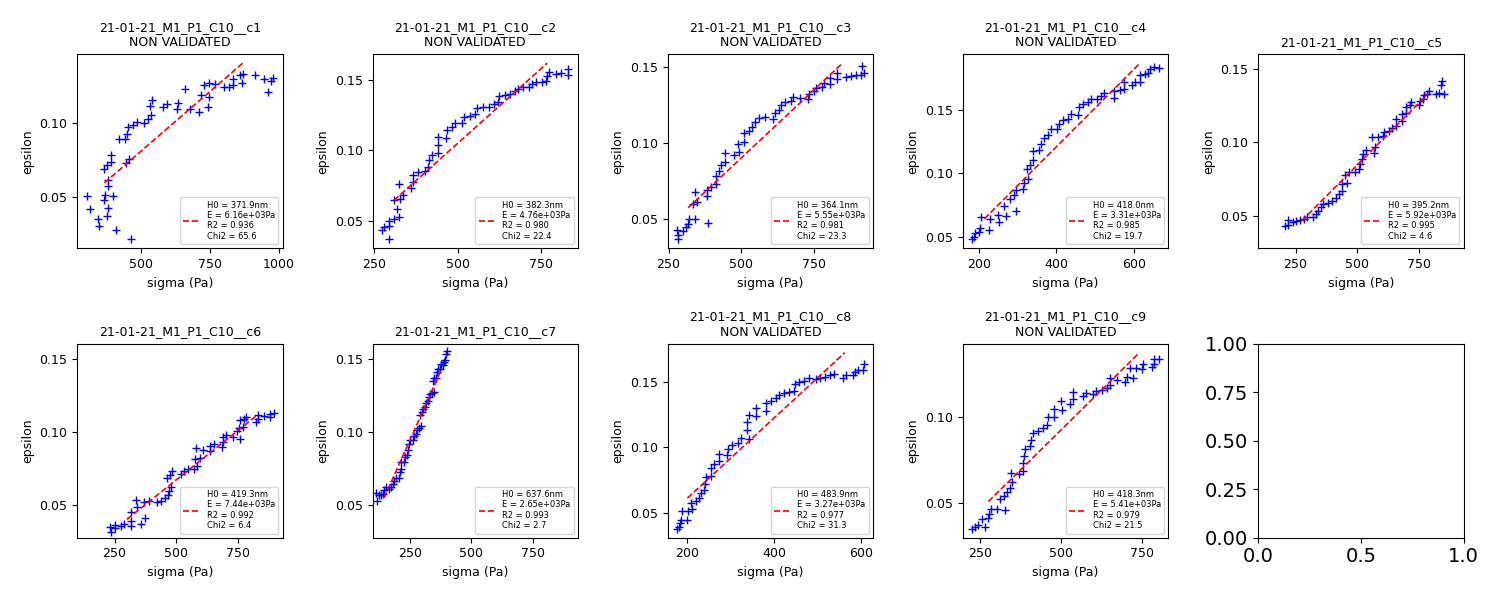 21-01-21_M1_P1_C10__c1
NON VALIDATED
epsilon
0.10
0.05
H0 = 371.9nm
E = 6.16e+03Pa
R2 = 0.936
Chi2 = 65.6
500
750
1000
sigma (Pa)
21-01-21_M1_P1_C10__c2
NON VALIDATED
epsilon
0.15
0.10
0.05
H0 = 382.3nm
E = 4.76e+03Pa
R2 = 0.980
Chi2 = 22.4
250
500
750
sigma (Pa)
21-01-21_M1_P1_C10__c3
NON VALIDATED
epsilon
0.15
0.10
0.05
H0 = 364.1nm
E = 5.55e+03Pa
R2 = 0.981
Chi2 = 23.3
250
500
750
sigma (Pa)
21-01-21_M1_P1_C10__c4
NON VALIDATED
epsilon
0.15
0.10
0.05
H0 = 418.0nm
E = 3.31e+03Pa
R2 = 0.985
Chi2 = 19.7
200
400
600
sigma (Pa)
21-01-21_M1_P1_C10__c5
epsilon
0.15
0.10
0.05
H0 = 395.2nm
E = 5.92e+03Pa
R2 = 0.995
Chi2 = 4.6
250
500
750
sigma (Pa)
21-01-21_M1_P1_C10__c6
epsilon
0.15
0.10
0.05
H0 = 419.3nm
E = 7.44e+03Pa
R2 = 0.992
Chi2 = 6.4
250
500
750
sigma (Pa)
21-01-21_M1_P1_C10__c7
epsilon
0.15
0.10
0.05
H0 = 637.6nm
E = 2.65e+03Pa
R2 = 0.993
Chi2 = 2.7
250
500
750
sigma (Pa)
21-01-21_M1_P1_C10__c8
NON VALIDATED
epsilon
0.15
0.10
0.05
H0 = 483.9nm
E = 3.27e+03Pa
R2 = 0.977
Chi2 = 31.3
200
400
600
sigma (Pa)
21-01-21_M1_P1_C10__c9
NON VALIDATED
epsilon
0.10
0.05
H0 = 418.3nm
E = 5.41e+03Pa
R2 = 0.979
Chi2 = 21.5
250
500
750
sigma (Pa)
1.00
0.75
0.50
0.25
0.00
0.0
0.5
1.0